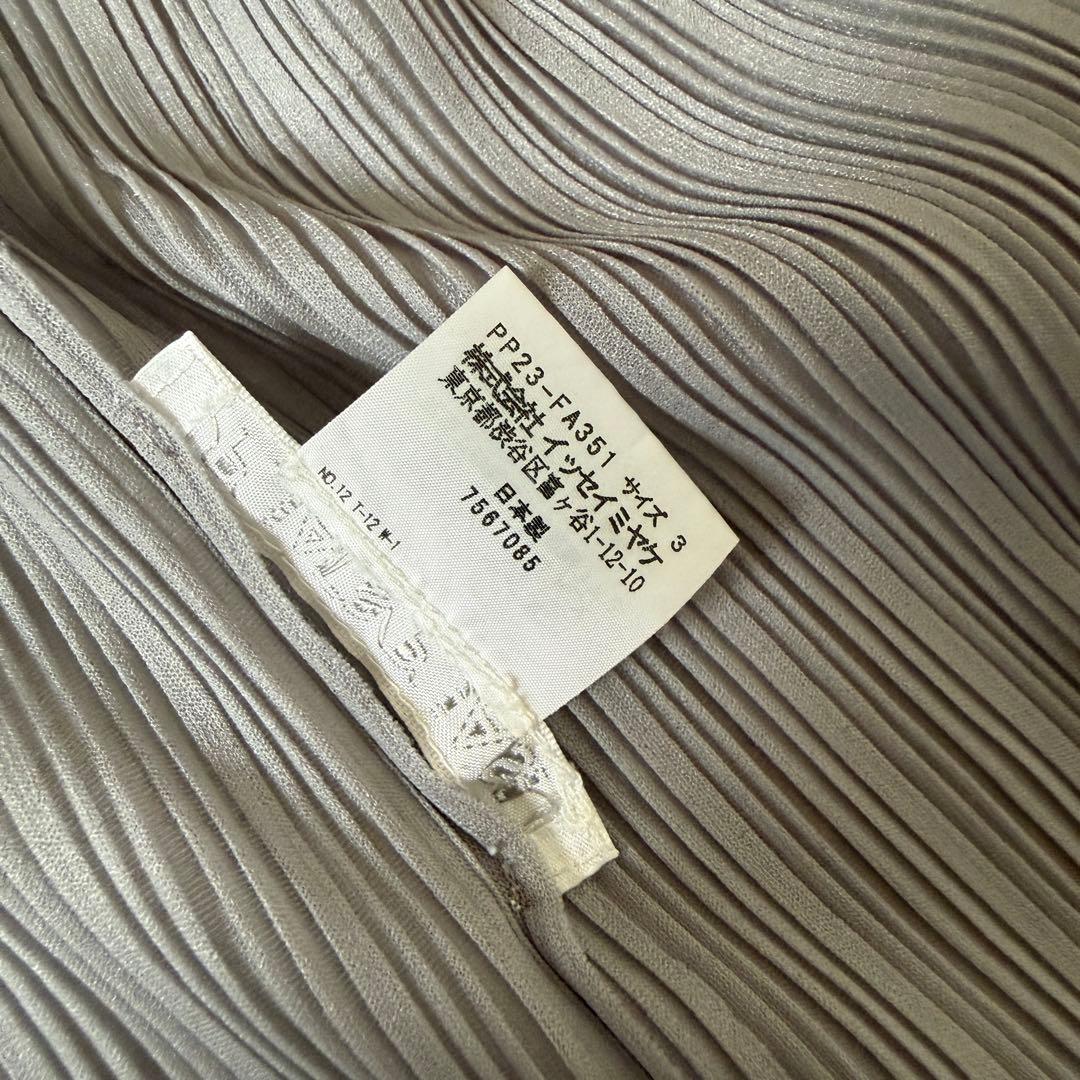 PP23-FA351 サイズ 3
株式会社 イッセイミヤケ
東京都渋谷区富ヶ谷1-12-10
日本製
7567085
NO.12 T-12 W-1